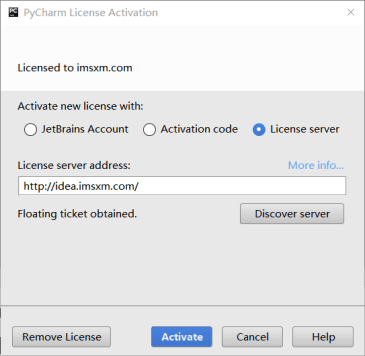 PC
PyCharm License Activation
Licensed to imsxm.com
Activate new license with:
JetBrains Account Activation code License server
License server address: More info...
http://idea.imsxm.com/
Floating ticket obtained. Discover server
Remove License Activate Cancel Help